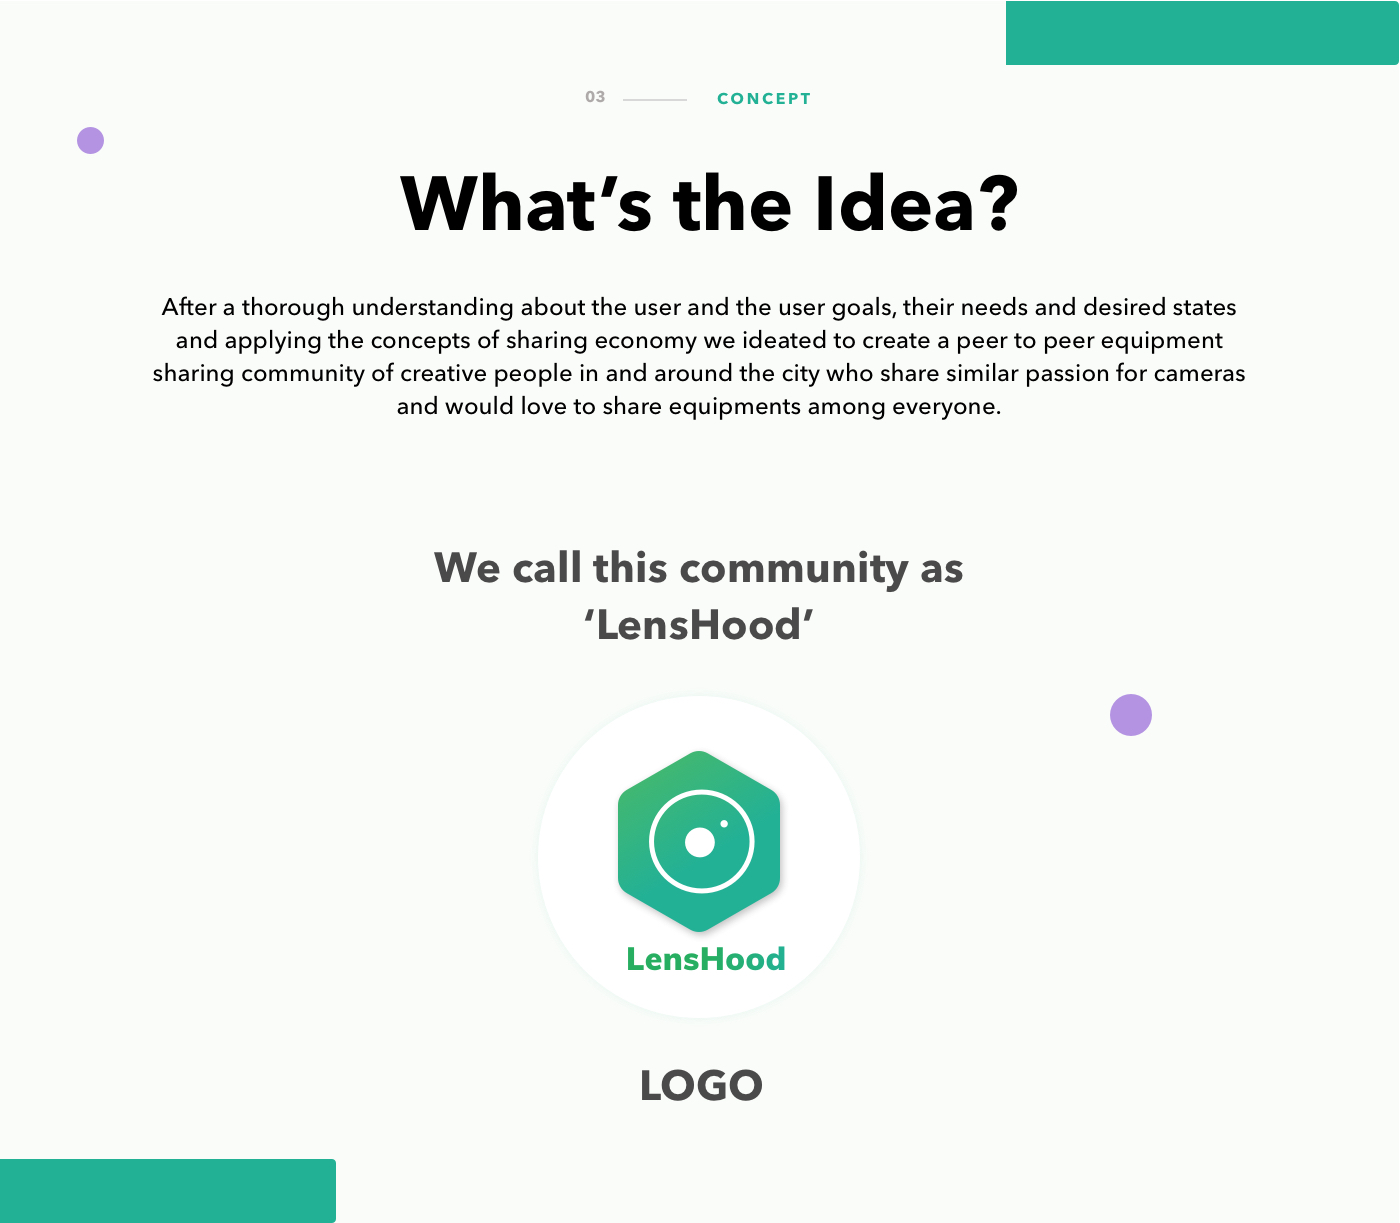 03 CONCEPT
What’s the Idea?
After a thorough understanding about the user and the user goals, their needs and desired states
and applying the concepts of sharing economy we ideated to create a peer to peer equipment
sharing community of creative people in and around the city who share similar passion for cameras
and would love to share equipments among everyone.
We call this community as
‘LensHood’
LensHood
LOGO